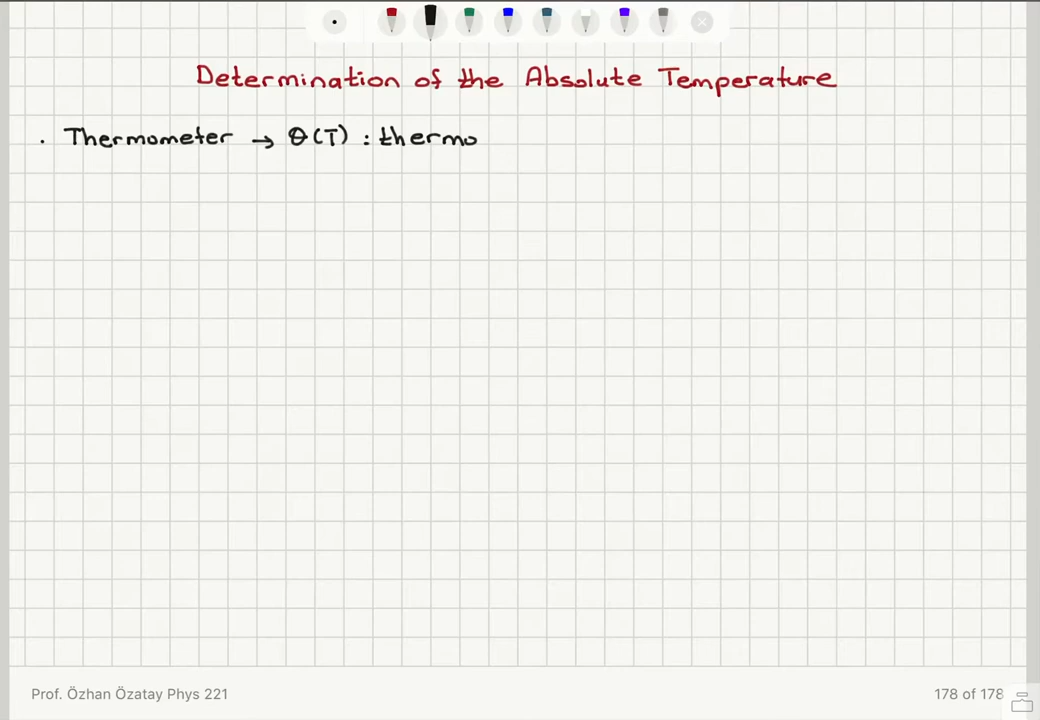 Determination of the Absolute Temperature
. Thermometer → θ(T) : thermo
Prof. Özhan Özatay Phys 221
178 of 178